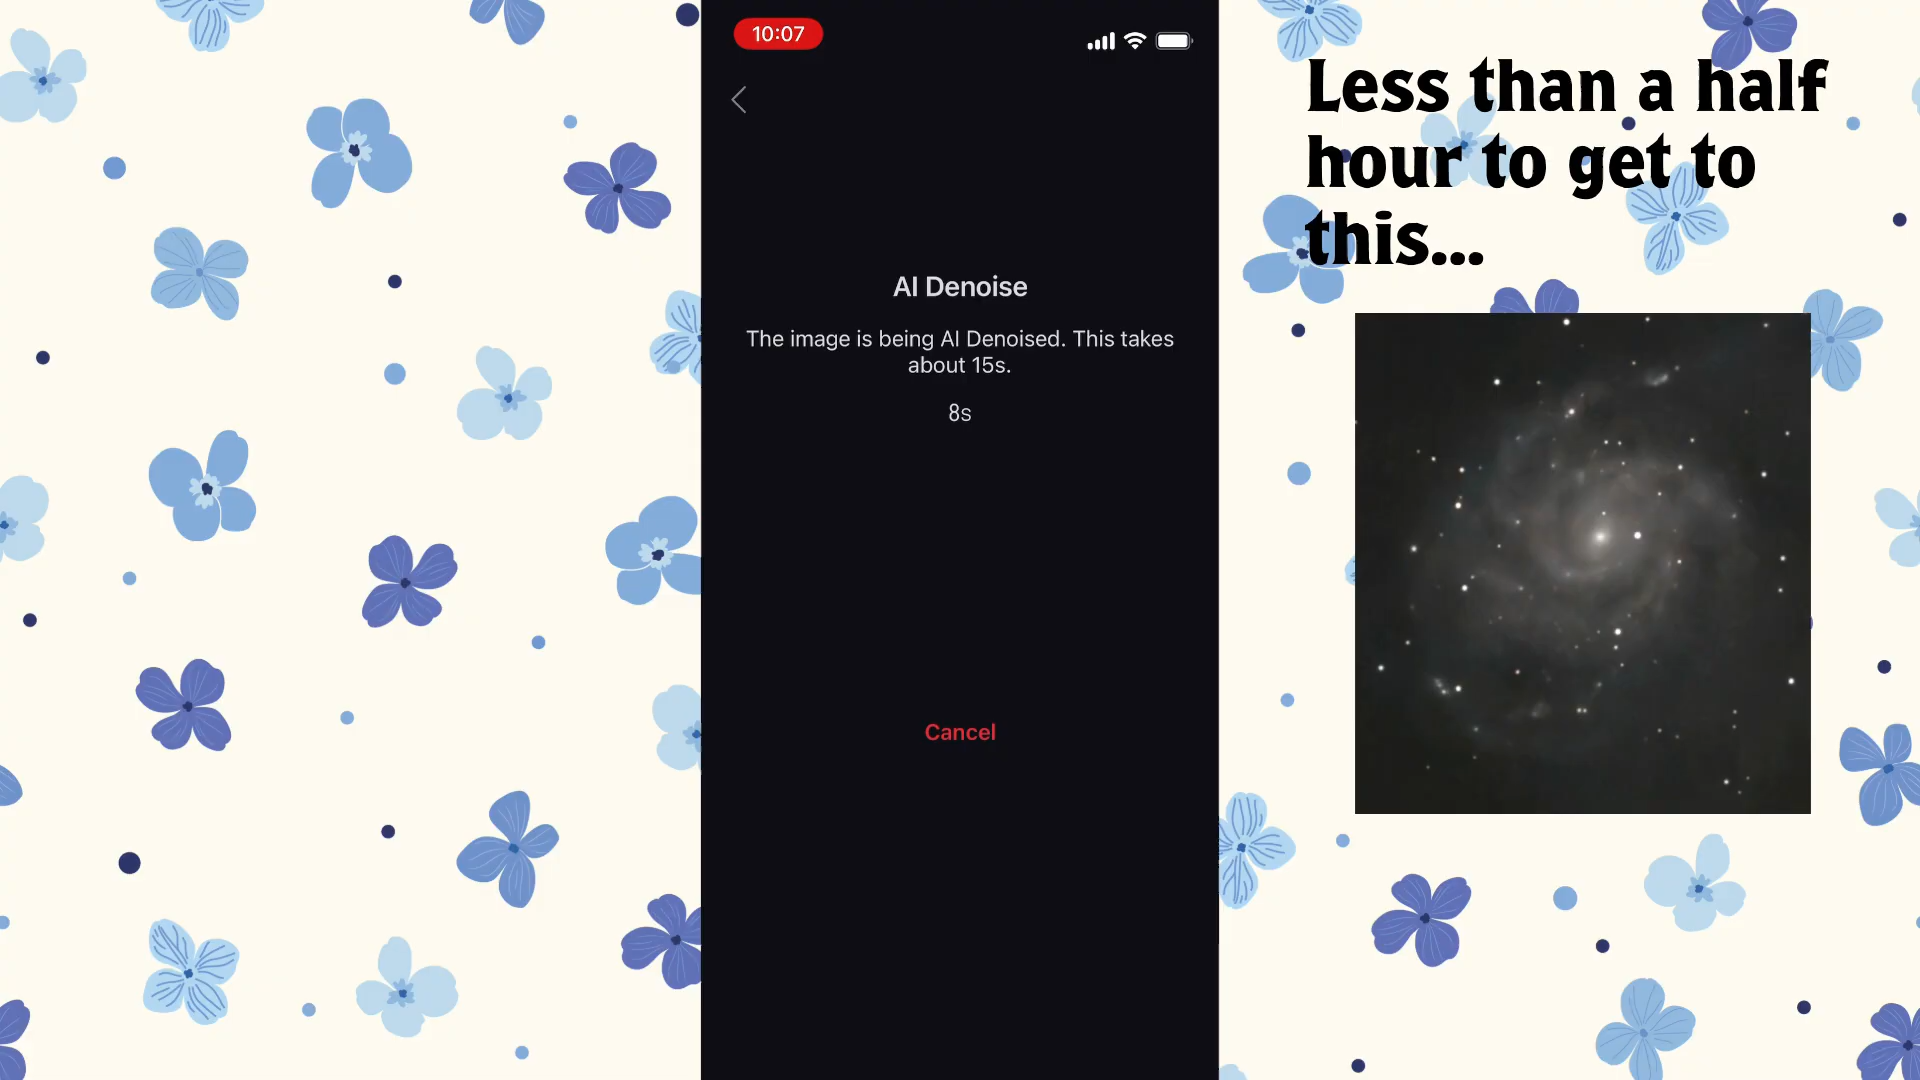 10:07
AI Denoise
The image is being AI Denoised. This takes
about 15s.
8s
Cancel
Less than a half
hour to get to
this...